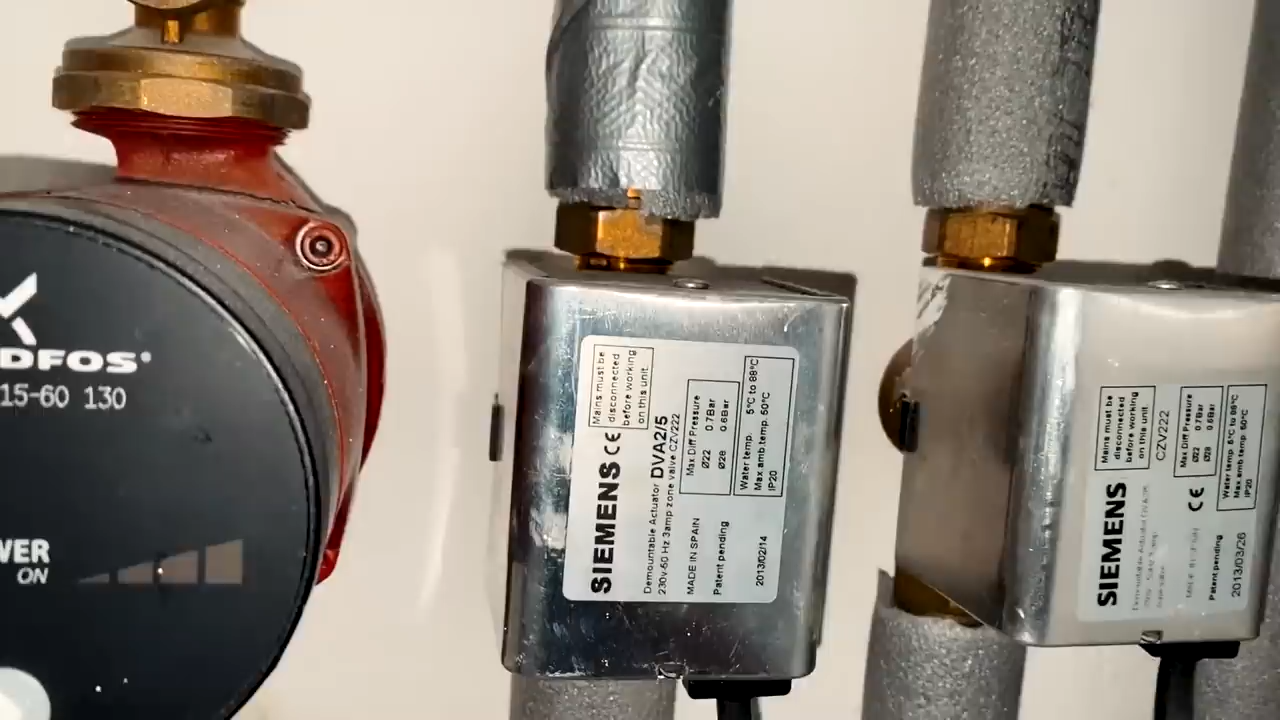 DFOS
15-60 130
WER
ON
Mains must be
disconnected
before working
on this unit.
SIEMENS CE
Demountable Actuator DVA2/5
230v-50 Hz 3amp zone valve CZV222
Max Diff Pressure
Ø22 0.7Bar
Ø28 0.6Bar
Water temp. 5°C to 88°C
Max amb.temp. 50°C
IP20
MADE IN SPAIN
Patent pending
2013/02/14
Mains must be
disconnected
before working
on this unit.
SIEMENS
CZV222
CE
Max Diff Pressure
Ø22 0.7Bar
Ø28 0.6Bar
Water temp. 5°C to 88°C
Max amb temp. 50°C
IP20
Patent pending
2013/03/26